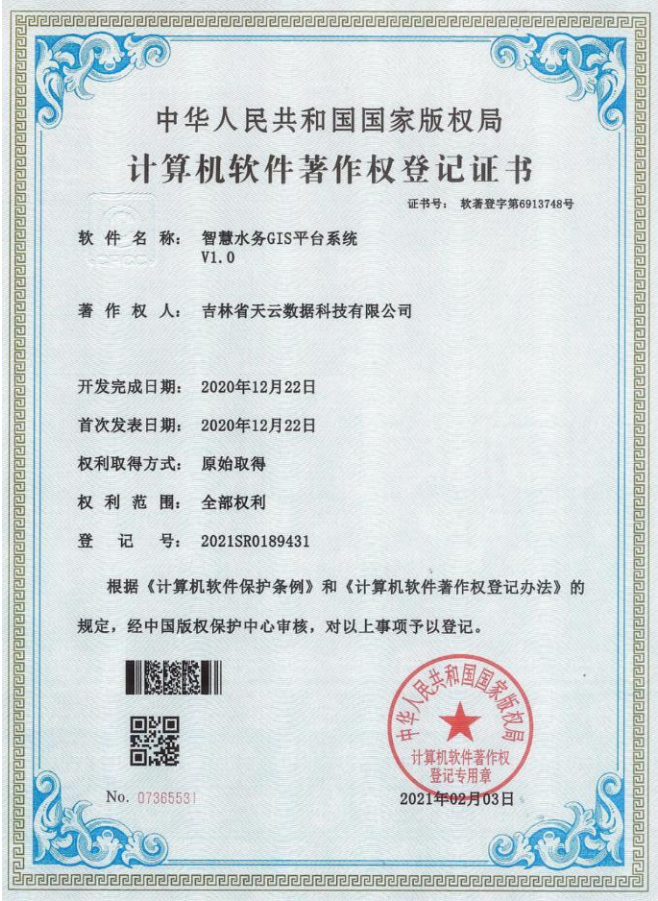 中华人民共和国国家版权局
计算机软件著作权登记证书
证书号： 软著登字第6913748号
软件名称： 智慧水务GIS平台系统
V1.0
著作权人： 吉林省天云数据科技有限公司
开发完成日期： 2020年12月22日
首次发表日期： 2020年12月22日
权利取得方式： 原始取得
权利范围： 全部权利
登记号： 2021SR0189431
根据《计算机软件保护条例》和《计算机软件著作权登记办法》的
规定，经中国版权保护中心审核，对以上事项予以登记。
中华人民共和国国家版权局
计算机软件著作权
登记专用章
No. 07365531
2021年02月03日